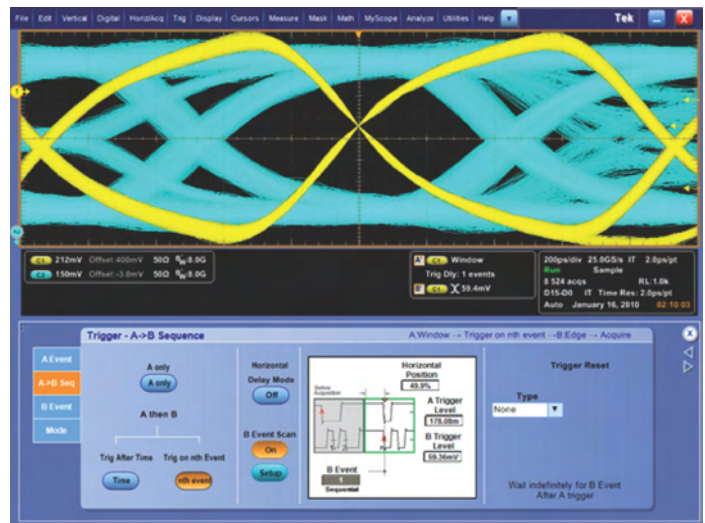 File Edit Vertical Digital Horiz/Acq Trig Display Cursors Measure Mask Math MyScope Analyze Utilities Help Tek X
1
C1 212mV Offset:400mV 50Ω BW:8.0G
C2 150mV Offset:-3.0mV 50Ω BW:8.0G
A' C1 Window
Trig Dly: 1 events
B' C1 59.4mV
200ps/div 25.0GS/s IT 2.0ps/pt
Run Sample
8 524 acqs RL:1.0k
D15-D0 IT Time Res: 2.0ps/pt
Auto January 16, 2010 02:10:03
Trigger - A->B Sequence
A:Window → Trigger on nth event →B:Edge → Acquire
X
A Event
A->B Seq
B Event
Mode
A only
A only
A then B
Trig After Time
Time
Trig on nth Event
nth event
Horizontal
Delay Mode
Off
B Event Scan
On
Setup
Before
Acquisition
Horizontal
Position
49.9%
A Trigger
Level
178.08m
B Trigger
Level
59.36mV
B Event
1
Sequential
Trigger Reset
Type
None
Wait indefinitely for B Event
After A trigger